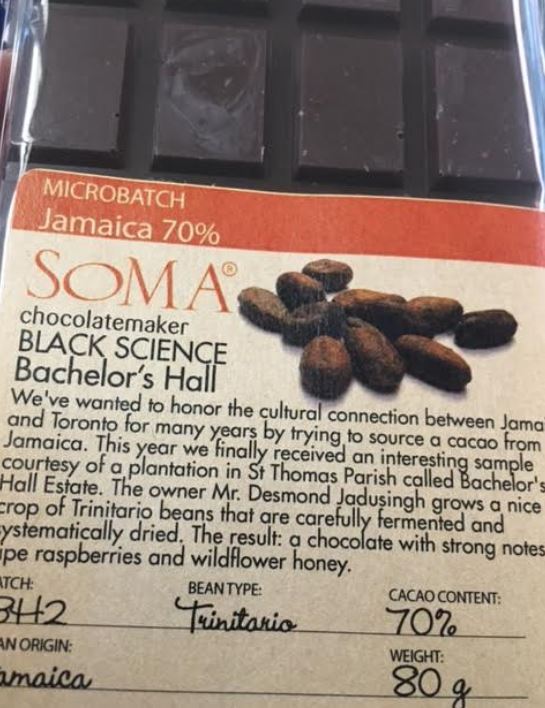 MICROBATCH
Jamaica 70%
SOMA®
chocolatemaker
BLACK SCIENCE
Bachelor's Hall
We've wanted to honor the cultural connection between Jama
and Toronto for many years by trying to source a cacao from
Jamaica. This year we finally received an interesting sample
courtesy of a plantation in St Thomas Parish called Bachelor's
Hall Estate. The owner Mr. Desmond Jadusingh grows a nice
crop of Trinitario beans that are carefully fermented and
ystematically dried. The result: a chocolate with strong notes
ipe raspberries and wildflower honey.
ATCH: BEAN TYPE: CACAO CONTENT:
BH2 Trinitario 70%
AN ORIGIN: WEIGHT:
amaica 80 g